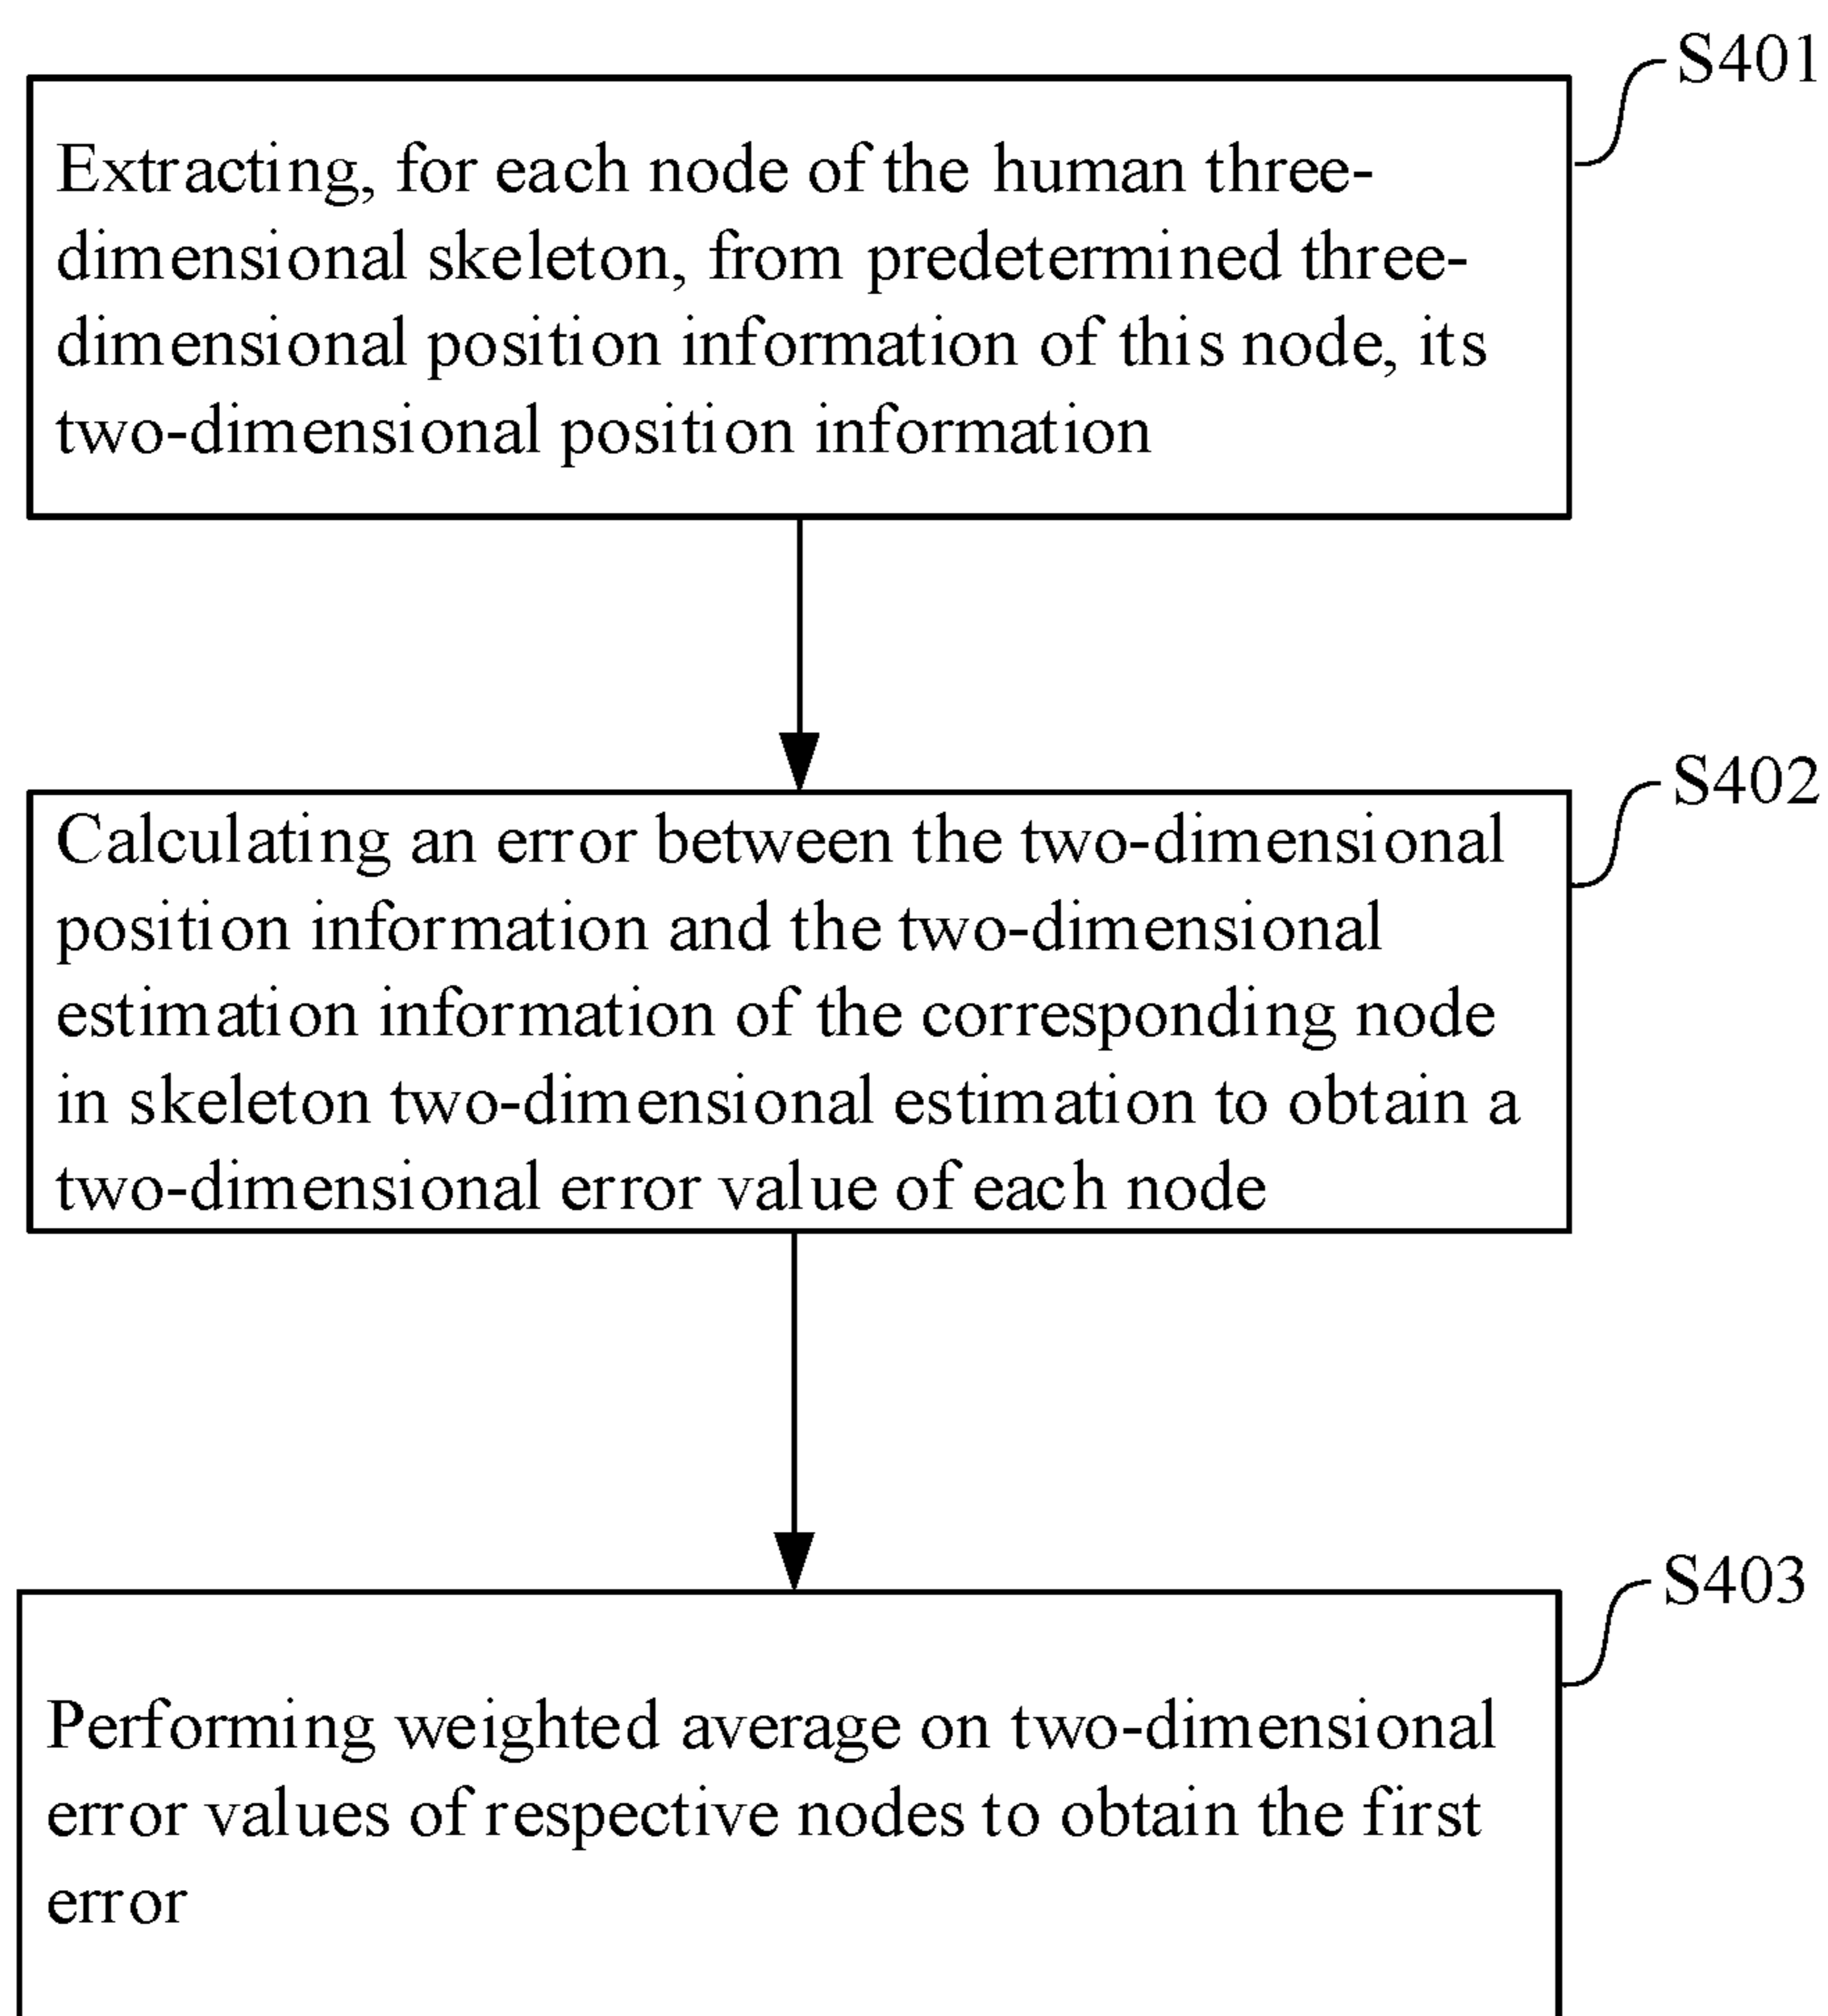 S401
Extracting, for each node of the human three-
dimensional skeleton, from predetermined three-
dimensional position information of this node, its
two-dimensional position information
S402
Calculating an error between the two-dimensional
position information and the two-dimensional
estimation information of the corresponding node
in skeleton two-dimensional estimation to obtain a
two-dimensional error value of each node
S403
Performing weighted average on two-dimensional
error values of respective nodes to obtain the first
error